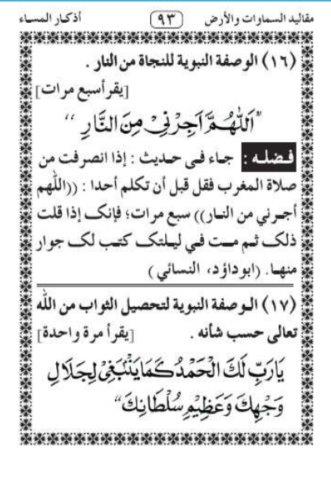 مقاليد السماوات والأرض ٩٣ أذكار المساء
(١٦) الوصفة النبوية للنجاة من النار .
[يقرأ سبع مرات]
"اَللّٰهُمَّ اَجِرْنِيْ مِنَ النَّارِ"
فضله : جاء في حديث : إذا انصرفت من
صلاة المغرب فقل قبل أن تكلم أحدا : ((اللّهم
أجرني من النار)) سبع مرات؛ فإنك إذا قلت
ذلك ثم مت في ليلتك كتب لك جوار
منها. (ابوداؤد، النسائي)
(١٧) الوصفة النبوية لتحصيل الثواب من الله
تعالى حسب شأنه . [يقرأ مرة واحدة]
يَارَبِّ لَكَ الْحَمْدُ كَمَا يَنْبَغِيْ لِجَلَالِ
وَجْهِكَ وَعَظِيْمِ سُلْطَانِكَ"